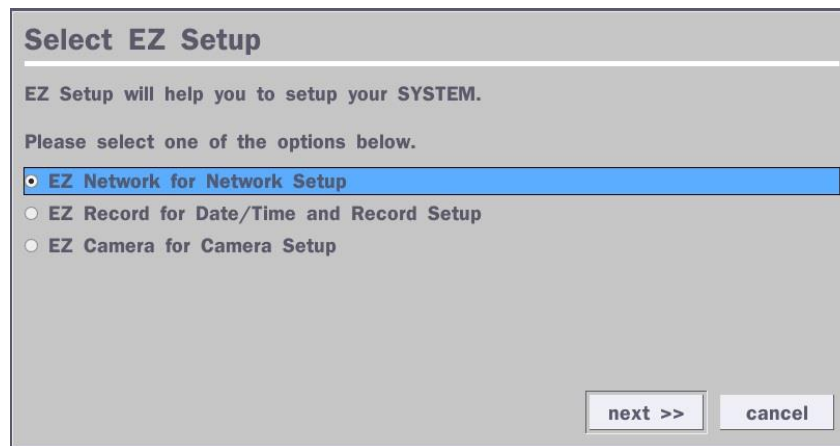 Select EZ Setup
EZ Setup will help you to setup your SYSTEM.
Please select one of the options below.
EZ Network for Network Setup
EZ Record for Date/Time and Record Setup
EZ Camera for Camera Setup
next >> cancel